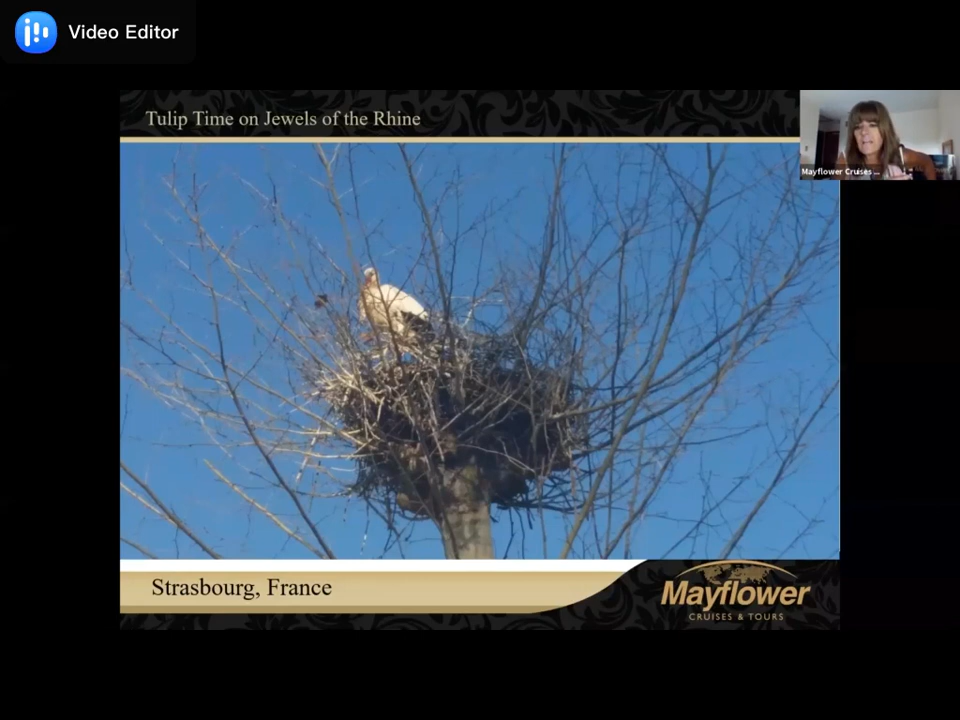 Video Editor
Tulip Time on Jewels of the Rhine
Mayflower Cruises ...
Strasbourg, France
Mayflower
CRUISES & TOURS